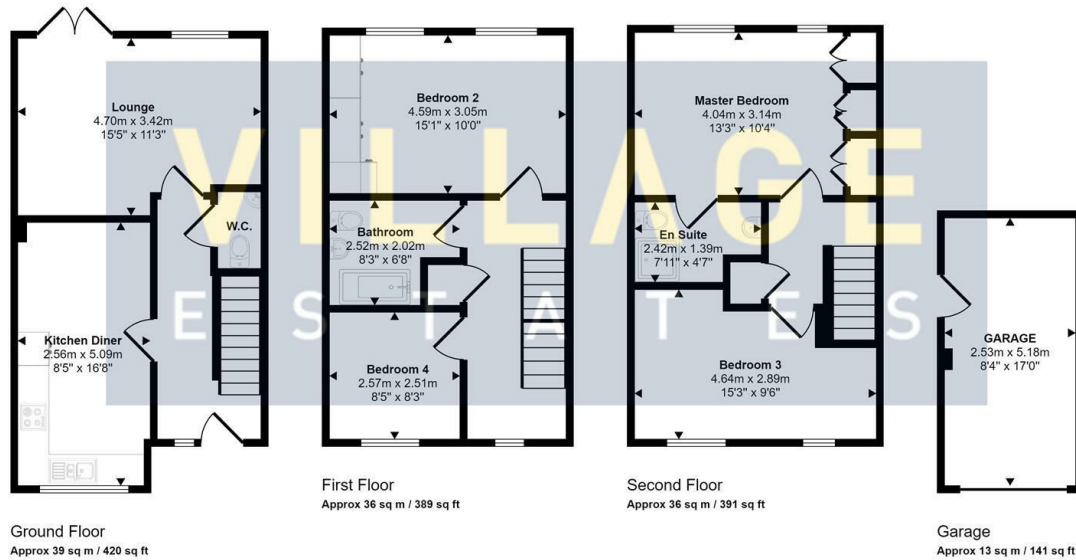 Lounge
4.70m x 3.42m
15'5" x 11'3"
W.C.
Kitchen Diner
2.56m x 5.09m
8'5" x 16'8"
Ground Floor
Approx 39 sq m / 420 sq ft
Bedroom 2
4.59m x 3.05m
15'1" x 10'0"
Bathroom
2.52m x 2.02m
8'3" x 6'8"
Bedroom 4
2.57m x 2.51m
8'5" x 8'3"
First Floor
Approx 36 sq m / 389 sq ft
Master Bedroom
4.04m x 3.14m
13'3" x 10'4"
En Suite
2.42m x 1.39m
7'11" x 4'7"
Bedroom 3
4.64m x 2.89m
15'3" x 9'6"
Second Floor
Approx 36 sq m / 391 sq ft
GARAGE
2.53m x 5.18m
8'4" x 17'0"
Garage
Approx 13 sq m / 141 sq ft
VILLAGE
ESTATES